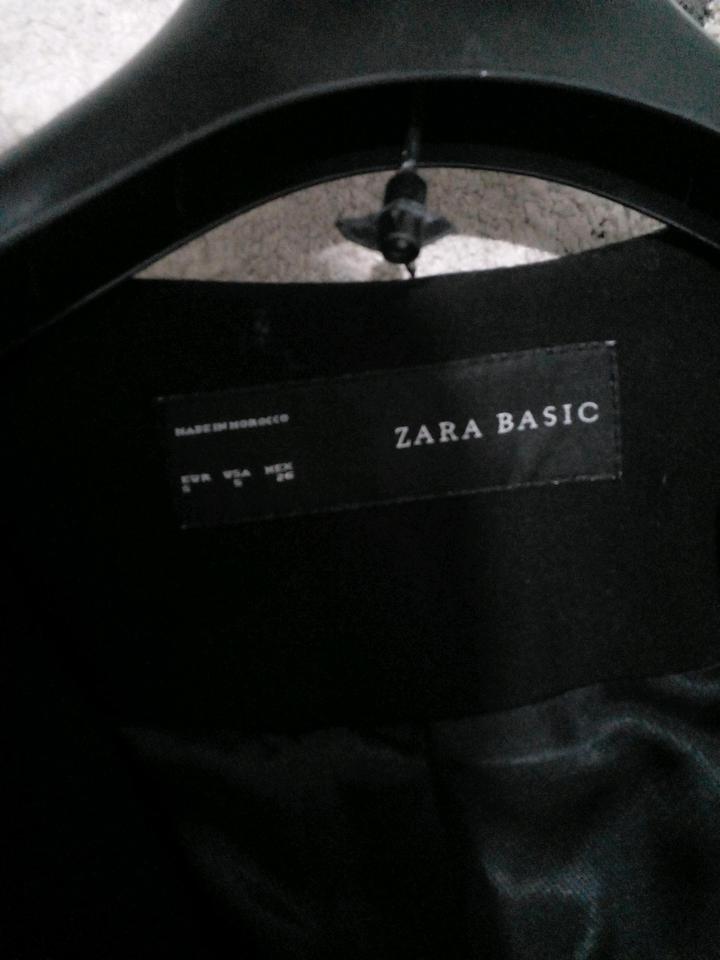 MADE IN MOROCCO
ZARA BASIC
EUR USA MEX
S S 26